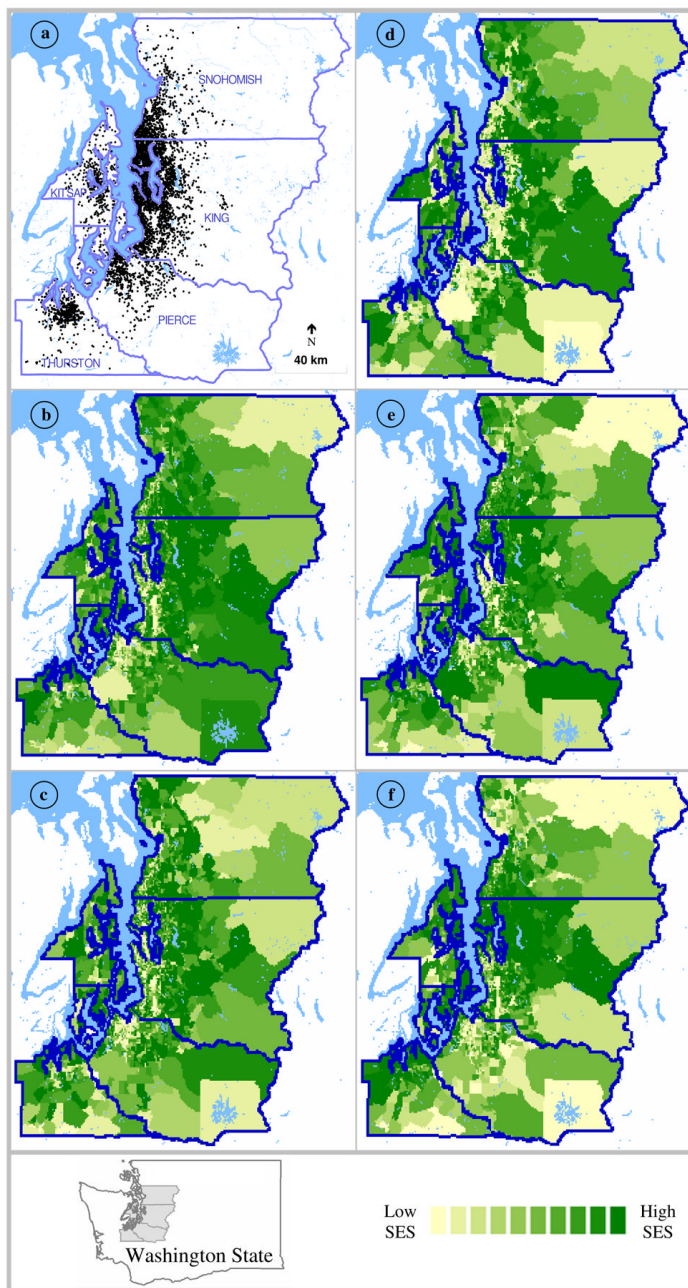 a
SNOHOMISH
KITSAP
KING
PIERCE
N
40 km
THURSTON
d
b
e
c
f
Low
SES
High
SES
Washington State